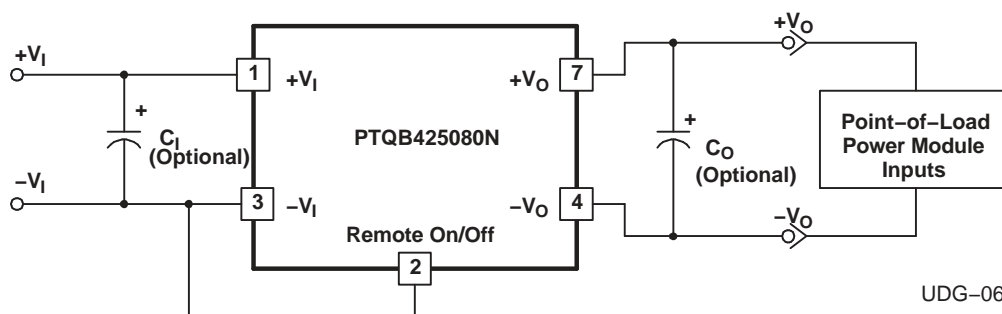 +VI
+
CI
(Optional)
−VI
1
+VI
PTQB425080N
3
−VI
Remote On/Off
2
7
+VO
4
−VO
+
CO
(Optional)
+VO
Point−of−Load
Power Module
Inputs
−VO
UDG−06